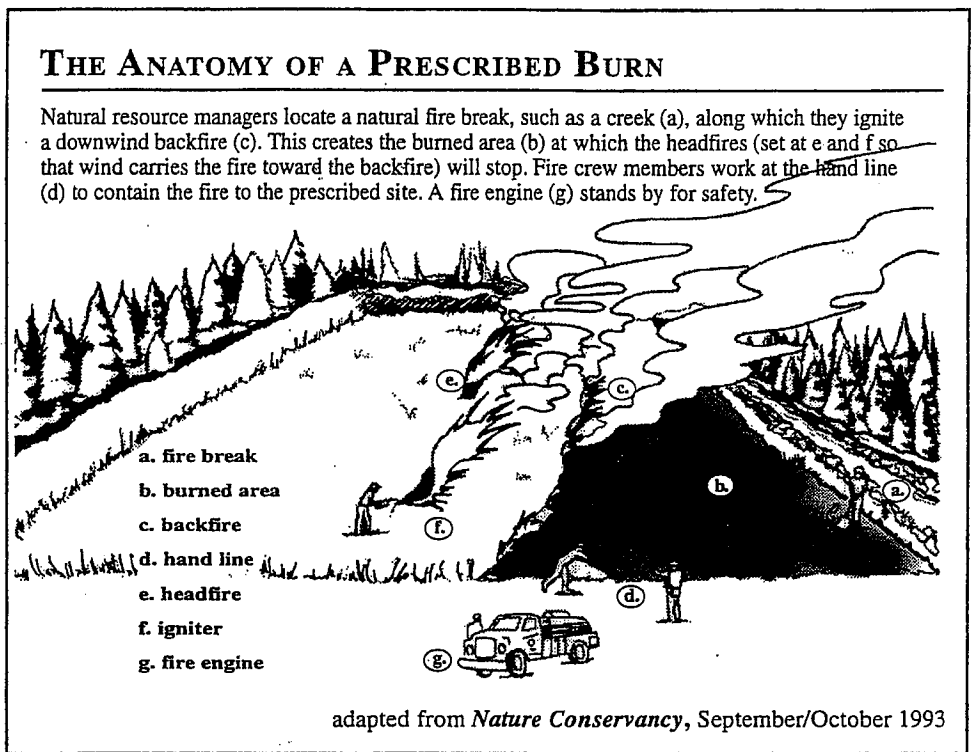 THE ANATOMY OF A PRESCRIBED BURN
Natural resource managers locate a natural fire break, such as a creek (a), along which they ignite
a downwind backfire (c). This creates the burned area (b) at which the headfires (set at e and f so
that wind carries the fire toward the backfire) will stop. Fire crew members work at the hand line
(d) to contain the fire to the prescribed site. A fire engine (g) stands by for safety.
e.
c.
a. fire break
b. burned area
b.
a.
c. backfire
f.
d. hand line
e. headfire
d.
f. igniter
g. fire engine
g.
adapted from Nature Conservancy, September/October 1993